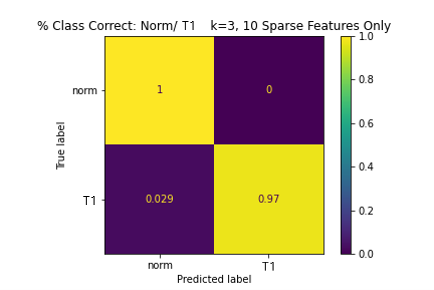 % Class Correct: Norm/ T1 k=3, 10 Sparse Features Only
1.0
norm 1 0
0.8
True label
0.6
0.4
T1 0.029 0.97
0.2
0.0
norm T1
Predicted label